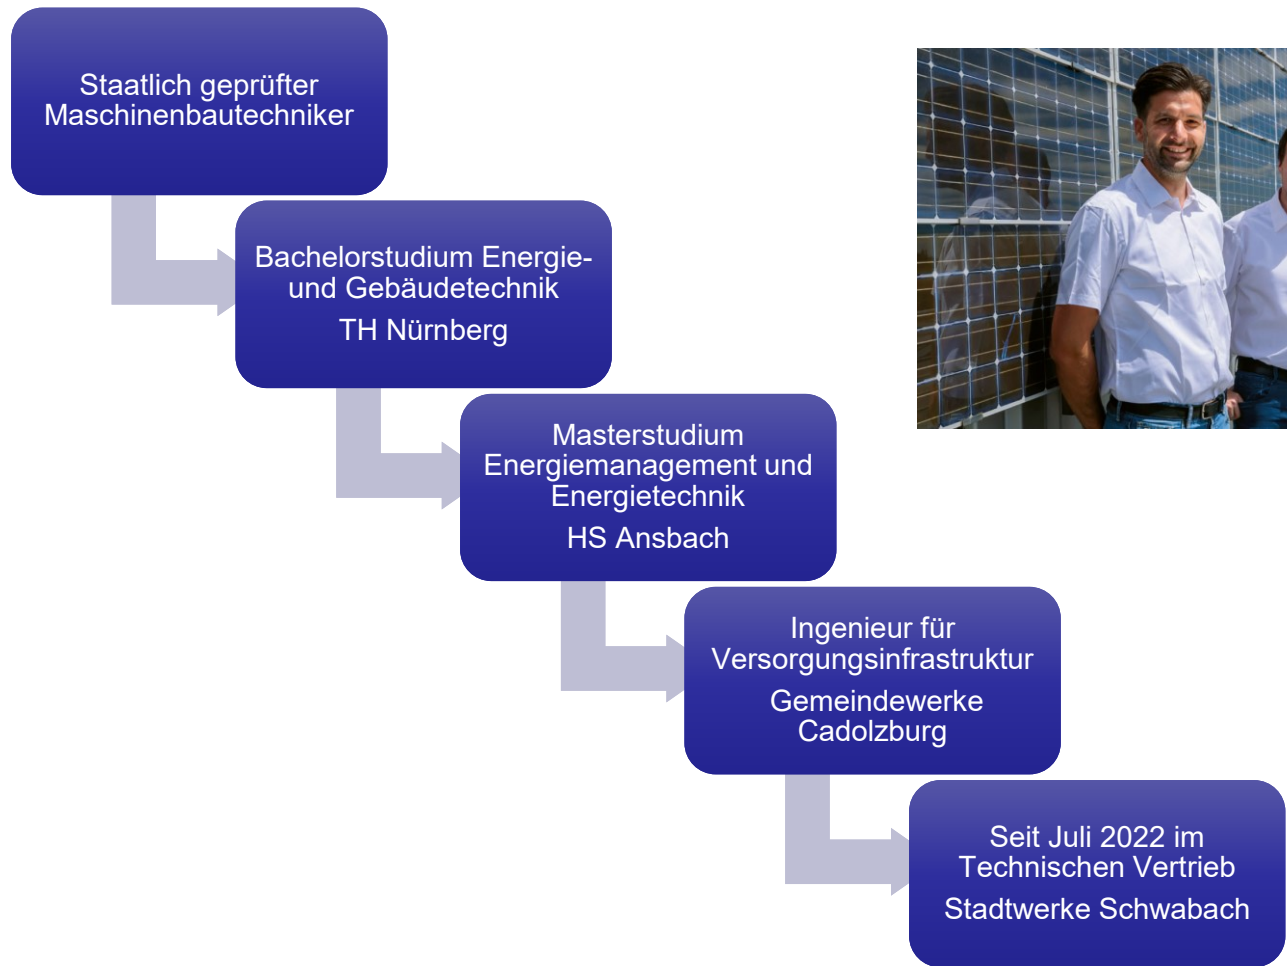 Staatlich geprüfter
Maschinenbautechniker
Bachelorstudium Energie-
und Gebäudetechnik
TH Nürnberg
Masterstudium
Energiemanagement und
Energietechnik
HS Ansbach
Ingenieur für
Versorgungsinfrastruktur
Gemeindewerke
Cadolzburg
Seit Juli 2022 im
Technischen Vertrieb
Stadtwerke Schwabach